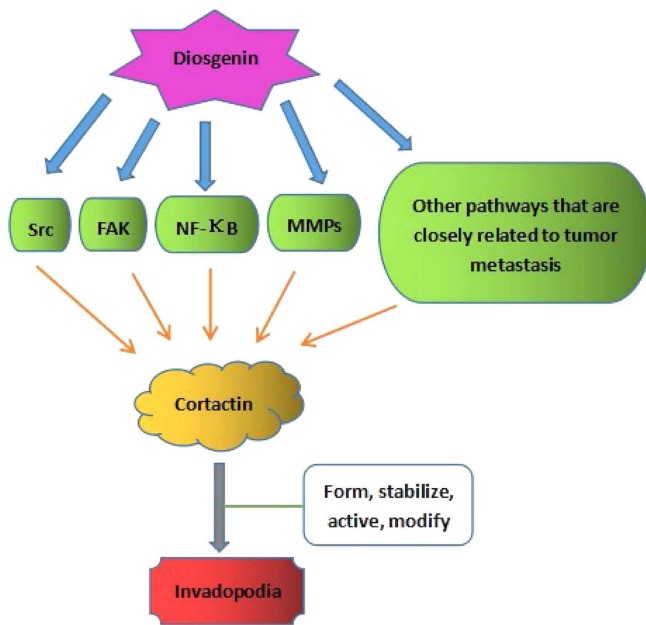 Diosgenin
Src
FAK
NF-κB
MMPs
Other pathways that are
closely related to tumor
metastasis
Cortactin
Form, stabilize,
active, modify
Invadopodia